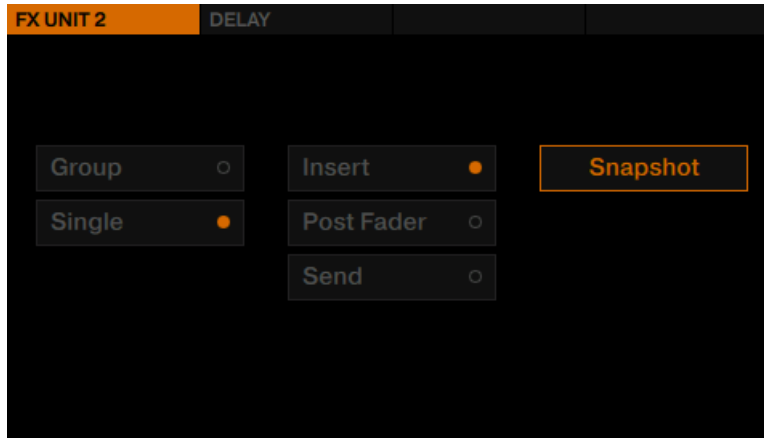 FX UNIT 2
DELAY
Group
Insert
Snapshot
Single
Post Fader
Send